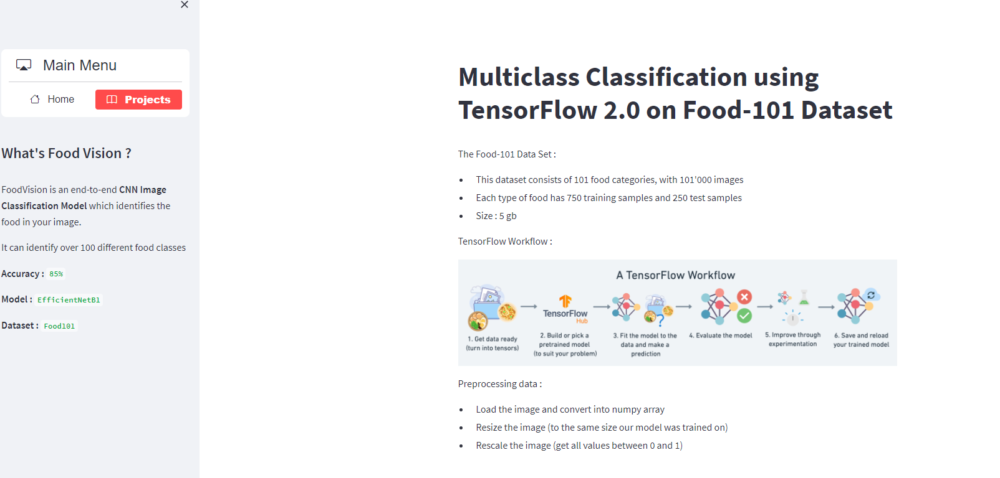 Main Menu
Home
Projects
What's Food Vision ?
FoodVision is an end-to-end CNN Image
Classification Model which identifies the
food in your image.
It can identify over 100 different food classes
Accuracy : 85%
Model : EfficientNetB1
Dataset : Food101
Multiclass Classification using
TensorFlow 2.0 on Food-101 Dataset
The Food-101 Data Set :
• This dataset consists of 101 food categories, with 101'000 images
• Each type of food has 750 training samples and 250 test samples
• Size : 5 gb
TensorFlow Workflow :
A TensorFlow Workflow
TensorFlow
Hub
1. Get data ready
(turn into tensors)
2. Build or pick a
pretrained model
(to suit your problem)
3. Fit the model to the
data and make a
prediction
4. Evaluate the model
5. Improve through
experimentation
6. Save and reload
your trained model
Preprocessing data :
• Load the image and convert into numpy array
• Resize the image (to the same size our model was trained on)
• Rescale the image (get all values between 0 and 1)